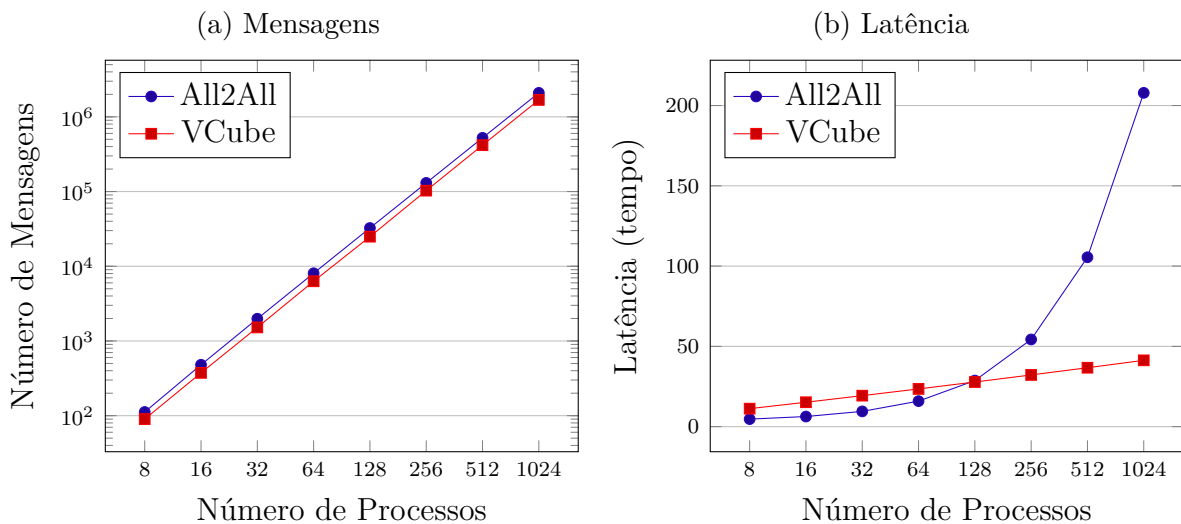 (a) Mensagens
All2All
VCube
10^6
10^5
10^4
10^3
10^2
8 16 32 64 128 256 512 1024
Número de Processos
Número de Mensagens
(b) Latência
All2All
VCube
200
150
100
50
0
8 16 32 64 128 256 512 1024
Número de Processos
Latência (tempo)